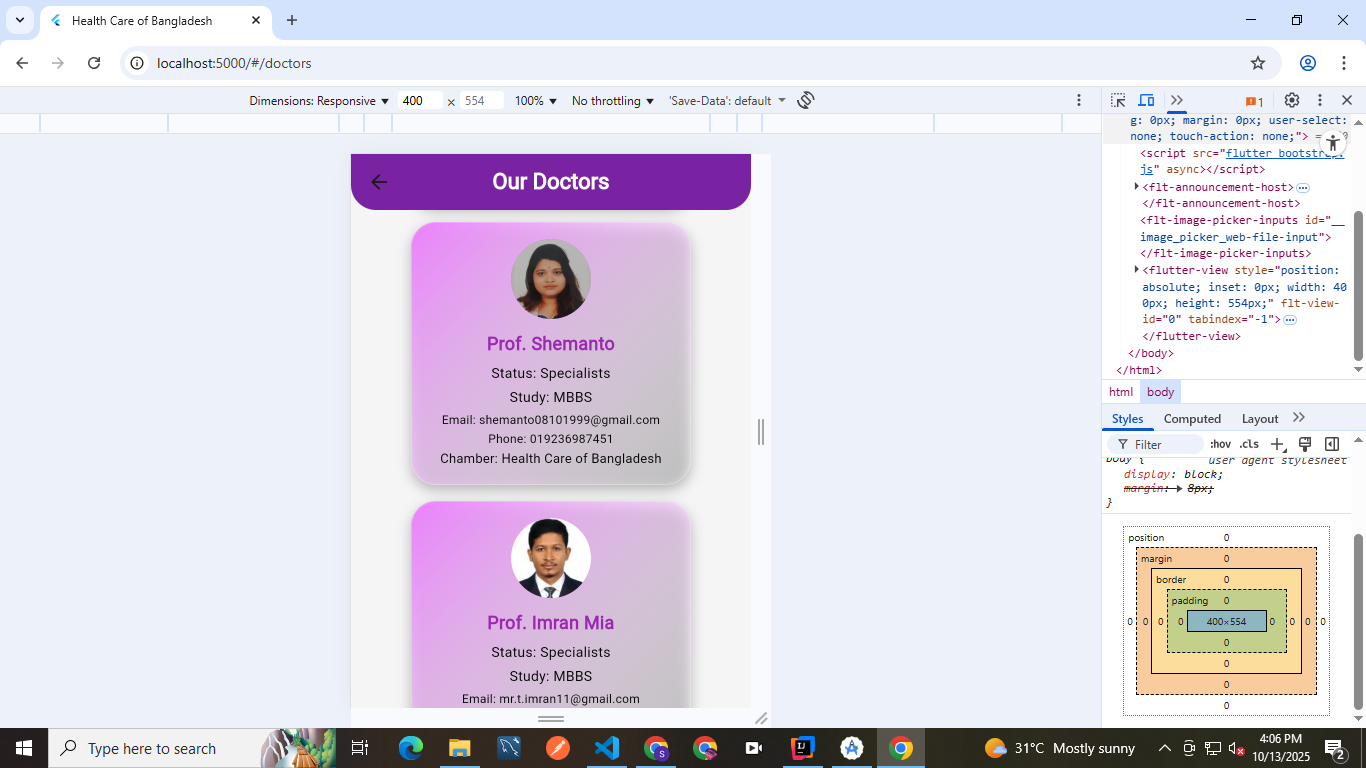 Health Care of Bangladesh
localhost:5000/#/doctors
Dimensions: Responsive
400 × 554
100%
No throttling
'Save-Data': default
1
Our Doctors
Prof. Shemanto
Status: Specialists
Study: MBBS
Email: shemanto08101999@gmail.com
Phone: 019236987451
Chamber: Health Care of Bangladesh
Prof. Imran Mia
Status: Specialists
Study: MBBS
Email: mr.t.imran11@gmail.com
g: 0px; margin: 0px; user-select:
none; touch-action: none;">
<script src="flutter_bootstrap.
js" async></script>
<flt-announcement-host>
</flt-announcement-host>
<flt-image-picker-inputs id="__
image_picker_web-file-input">
</flt-image-picker-inputs>
<flutter-view style="position:
absolute; inset: 0px; width: 40
0px; height: 554px;" flt-view-
id="0" tabindex="-1">
</flutter-view>
</body>
</html>
html body
Styles Computed Layout
Filter :hov .cls
body { user agent stylesheet
display: block;
margin: 8px;
}
position 0
margin 0
border 0
padding 0
0 0 0 0 400×554 0 0 0 0
0
0
0
0
Type here to search
S
31°C Mostly sunny
4:06 PM
10/13/2025
2